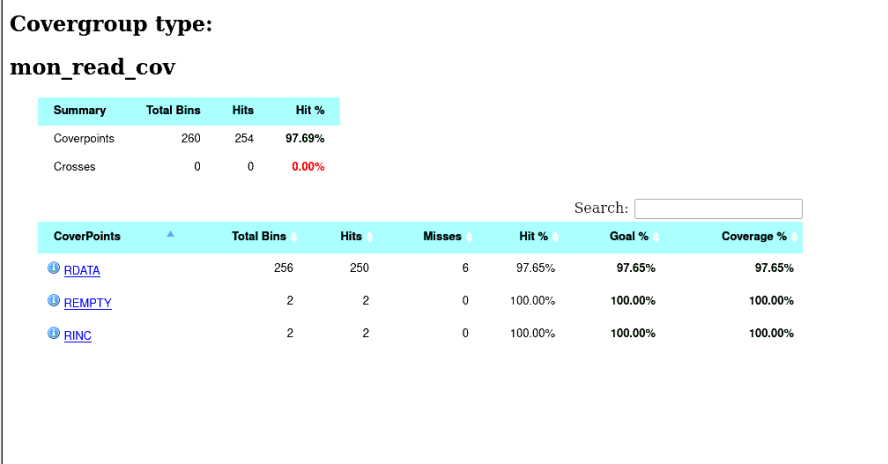 Covergroup type:
mon_read_cov
Summary Total Bins Hits Hit %
Coverpoints 260 254 97.69%
Crosses 0 0 0.00%
Search:
CoverPoints Total Bins Hits Misses Hit % Goal % Coverage %
RDATA 256 250 6 97.65% 97.65% 97.65%
REMPTY 2 2 0 100.00% 100.00% 100.00%
RINC 2 2 0 100.00% 100.00% 100.00%